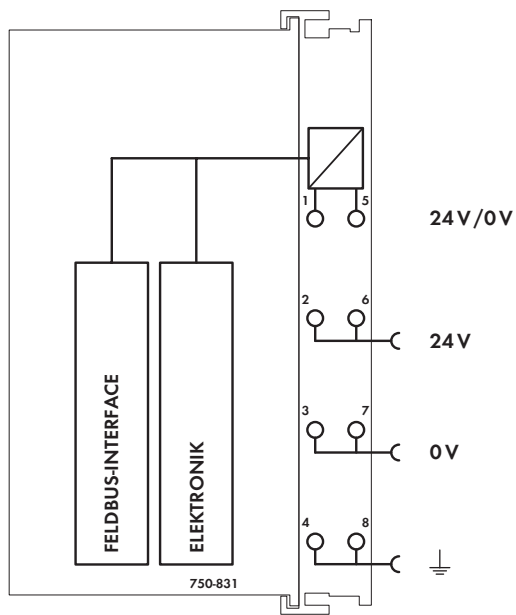 1 5
24V/0V
2 6
24V
3 7
0V
4 8
FELDBUS-INTERFACE
ELEKTRONIK
750-831